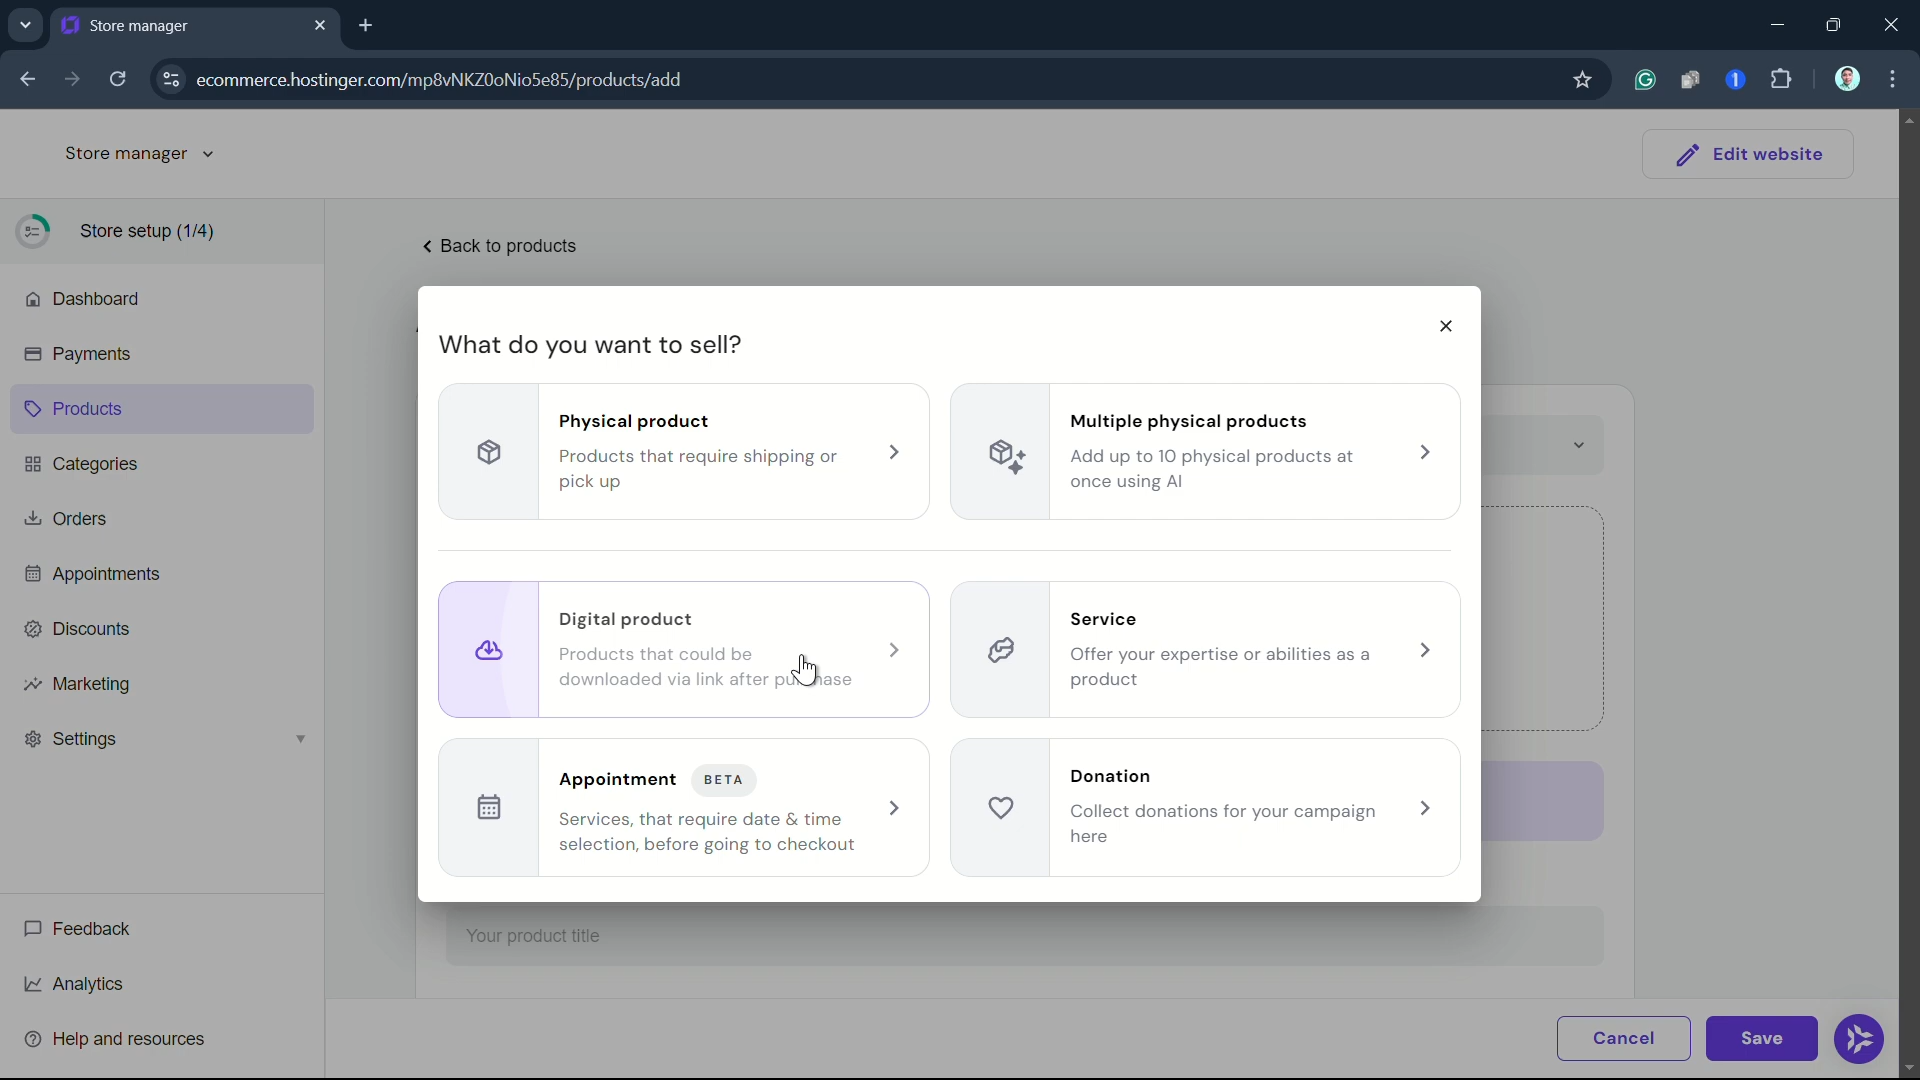 Store manager
ecommerce.hostinger.com/mp8vNKZ0oNio5e85/products/add
Store manager
Edit website
Store setup (1/4)
Back to products
Dashboard
Payments
Products
Categories
Orders
Appointments
Discounts
Marketing
Settings
Feedback
Analytics
Help and resources
What do you want to sell?
Physical product
Products that require shipping or
pick up
Multiple physical products
Add up to 10 physical products at
once using AI
Digital product
Products that could be
downloaded via link after purchase
Service
Offer your expertise or abilities as a
product
Appointment BETA
Services, that require date & time
selection, before going to checkout
Donation
Collect donations for your campaign
here
Your product title
Cancel
Save